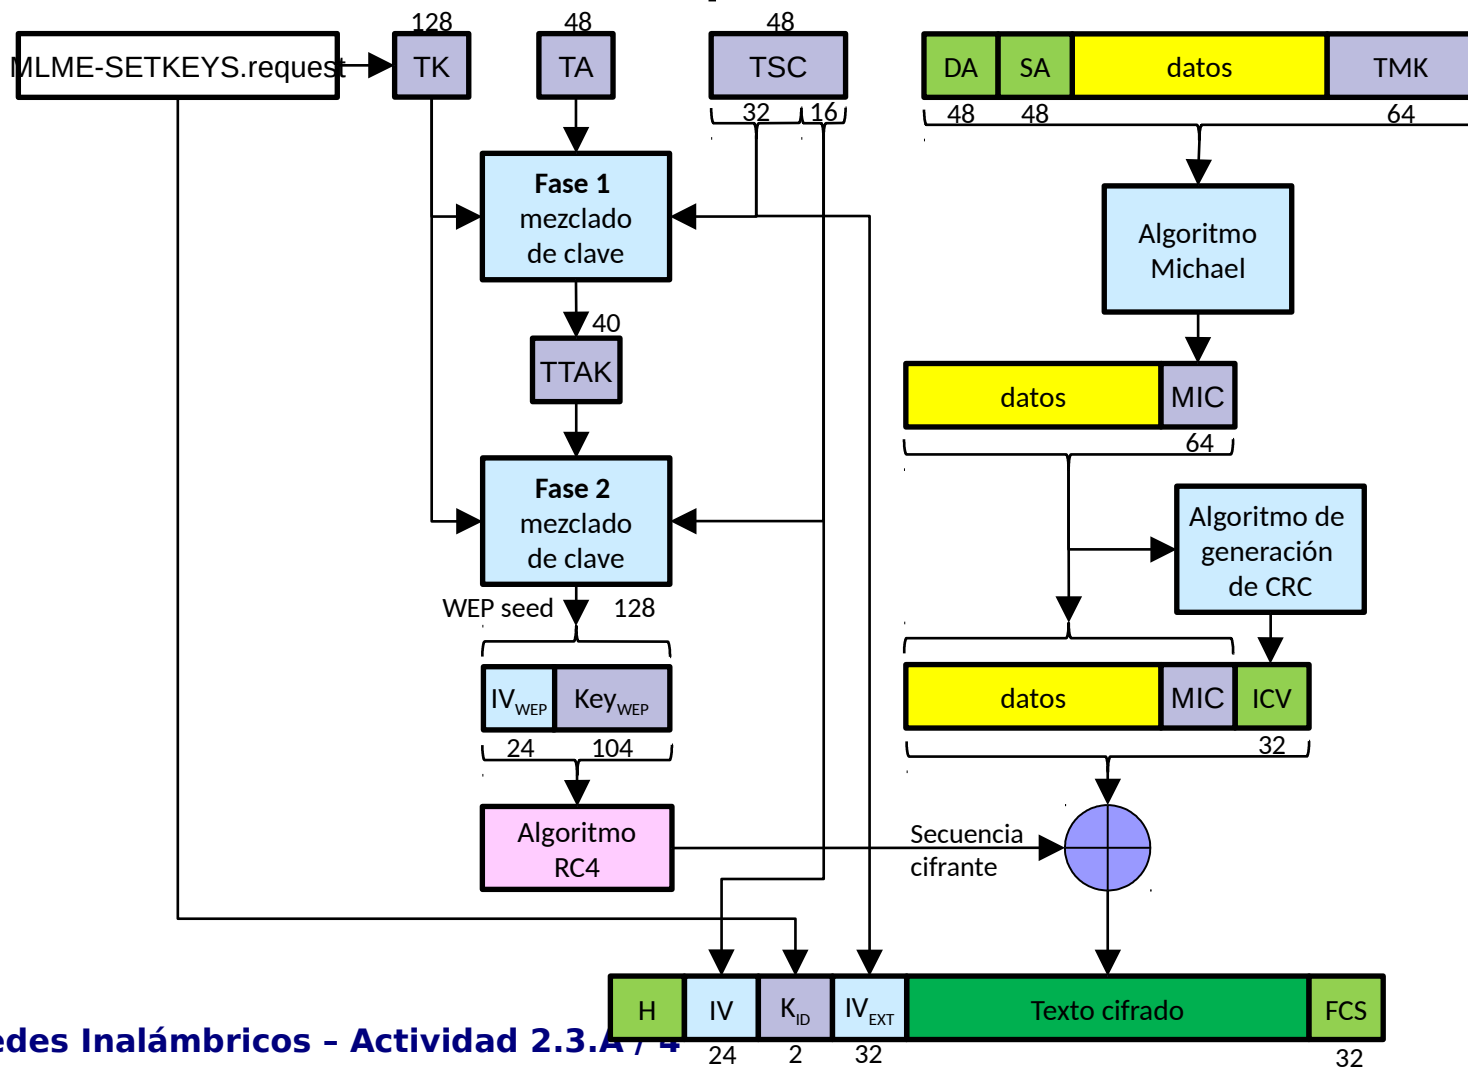 128
48
48
MLME-SETKEYS.request
TK
TA
TSC
DA
SA
datos
TMK
32
16
48
48
64
Fase 1
mezclado
de clave
Algoritmo
Michael
40
TTAK
datos
MIC
64
Fase 2
mezclado
de clave
Algoritmo de
generación
de CRC
WEP seed
128
IVWEP
KeyWEP
datos
MIC
ICV
24
104
32
Algoritmo
RC4
Secuencia
cifrante
H
IV
KID
IVEXT
Texto cifrado
FCS
edes Inalámbricos – Actividad 2.3.A / 4
24
2
32
32